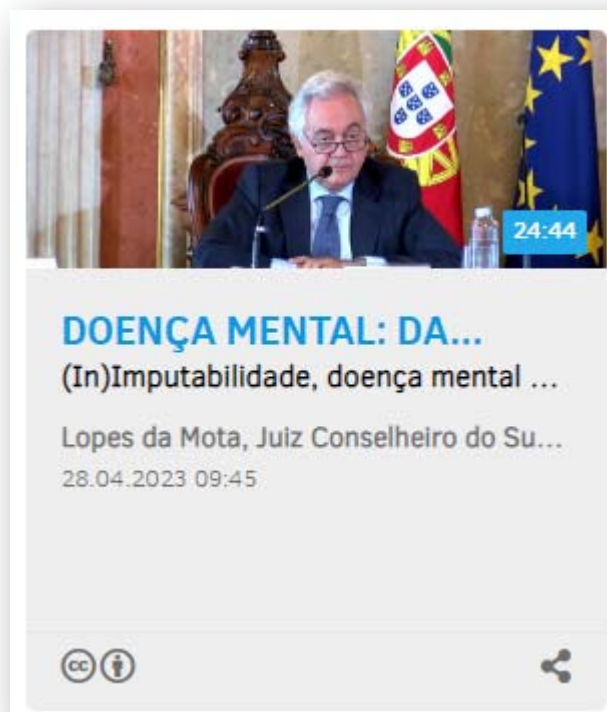 24:44
DOENÇA MENTAL: DA...
(In)Imputabilidade, doença mental ...
Lopes da Mota, Juiz Conselheiro do Su...
28.04.2023 09:45
cc